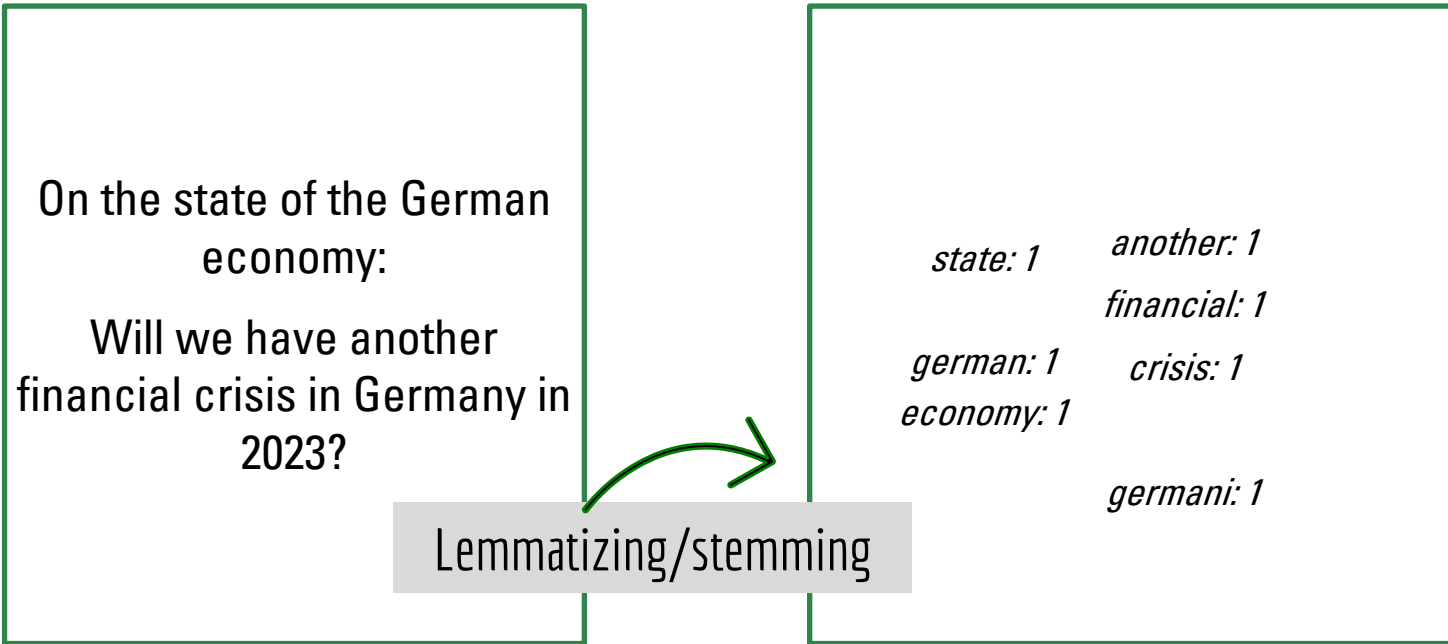 On the state of the German
economy:
Will we have another
financial crisis in Germany in
2023?
Lemmatizing/stemming
state: 1
german: 1
economy: 1
another: 1
financial: 1
crisis: 1
germani: 1